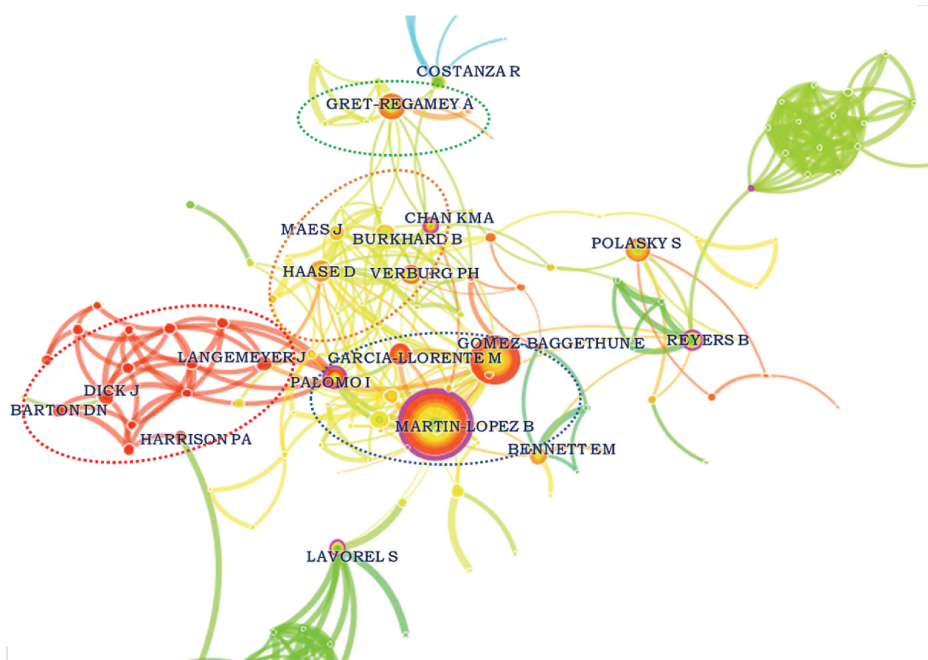 COSTANZA R
GRET-REGAMEY A
CHAN KMA
MAES J
BURKHARD B
POLASKY S
HAASE D
VERBURG PH
GOMEZ-BAGGETHUN E
REYERS B
LANGEMEYER J
GARCIA-LLORENTE M
PALOMO I
DICK J
BARTON DN
MARTIN-LOPEZ B
HARRISON PA
BENNETT EM
LAVOREL S